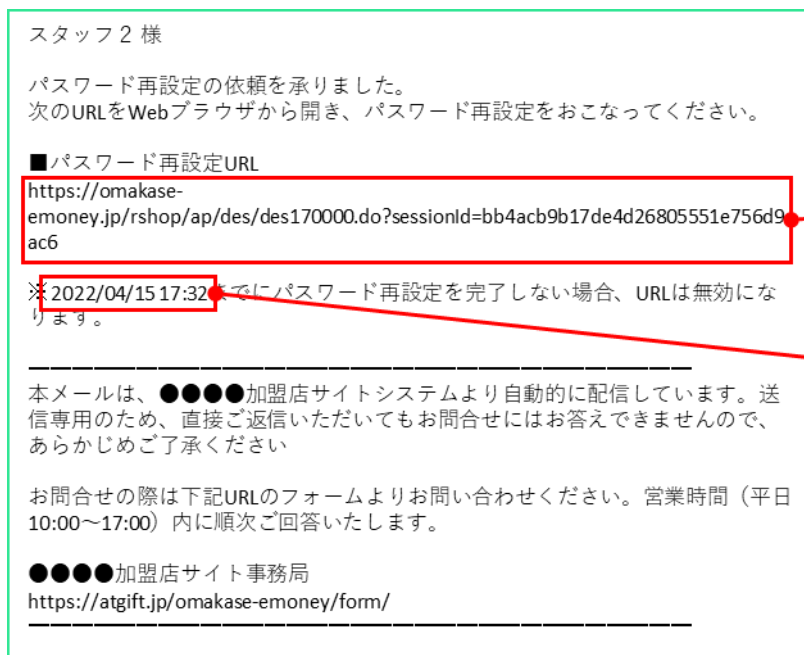 スタッフ2 様
パスワード再設定の依頼を承りました。
次のURLをWebブラウザから開き、パスワード再設定をおこなってください。
■パスワード再設定URL
https://omakase-
emoney.jp/rshop/ap/des/des170000.do?sessionId=bb4acb9b17de4d26805551e756d9
ac6
※2022/04/15 17:32までにパスワード再設定を完了しない場合、URLは無効にな
ります。
本メールは、●●●●加盟店サイトシステムより自動的に配信しています。送
信専用のため、直接ご返信いただいてもお問合せにはお答えできませんので、
あらかじめご了承ください
お問合せの際は下記URLのフォームよりお問い合わせください。営業時間（平日
10:00～17:00）内に順次ご回答いたします。
●●●●加盟店サイト事務局
https://atgift.jp/omakase-emoney/form/